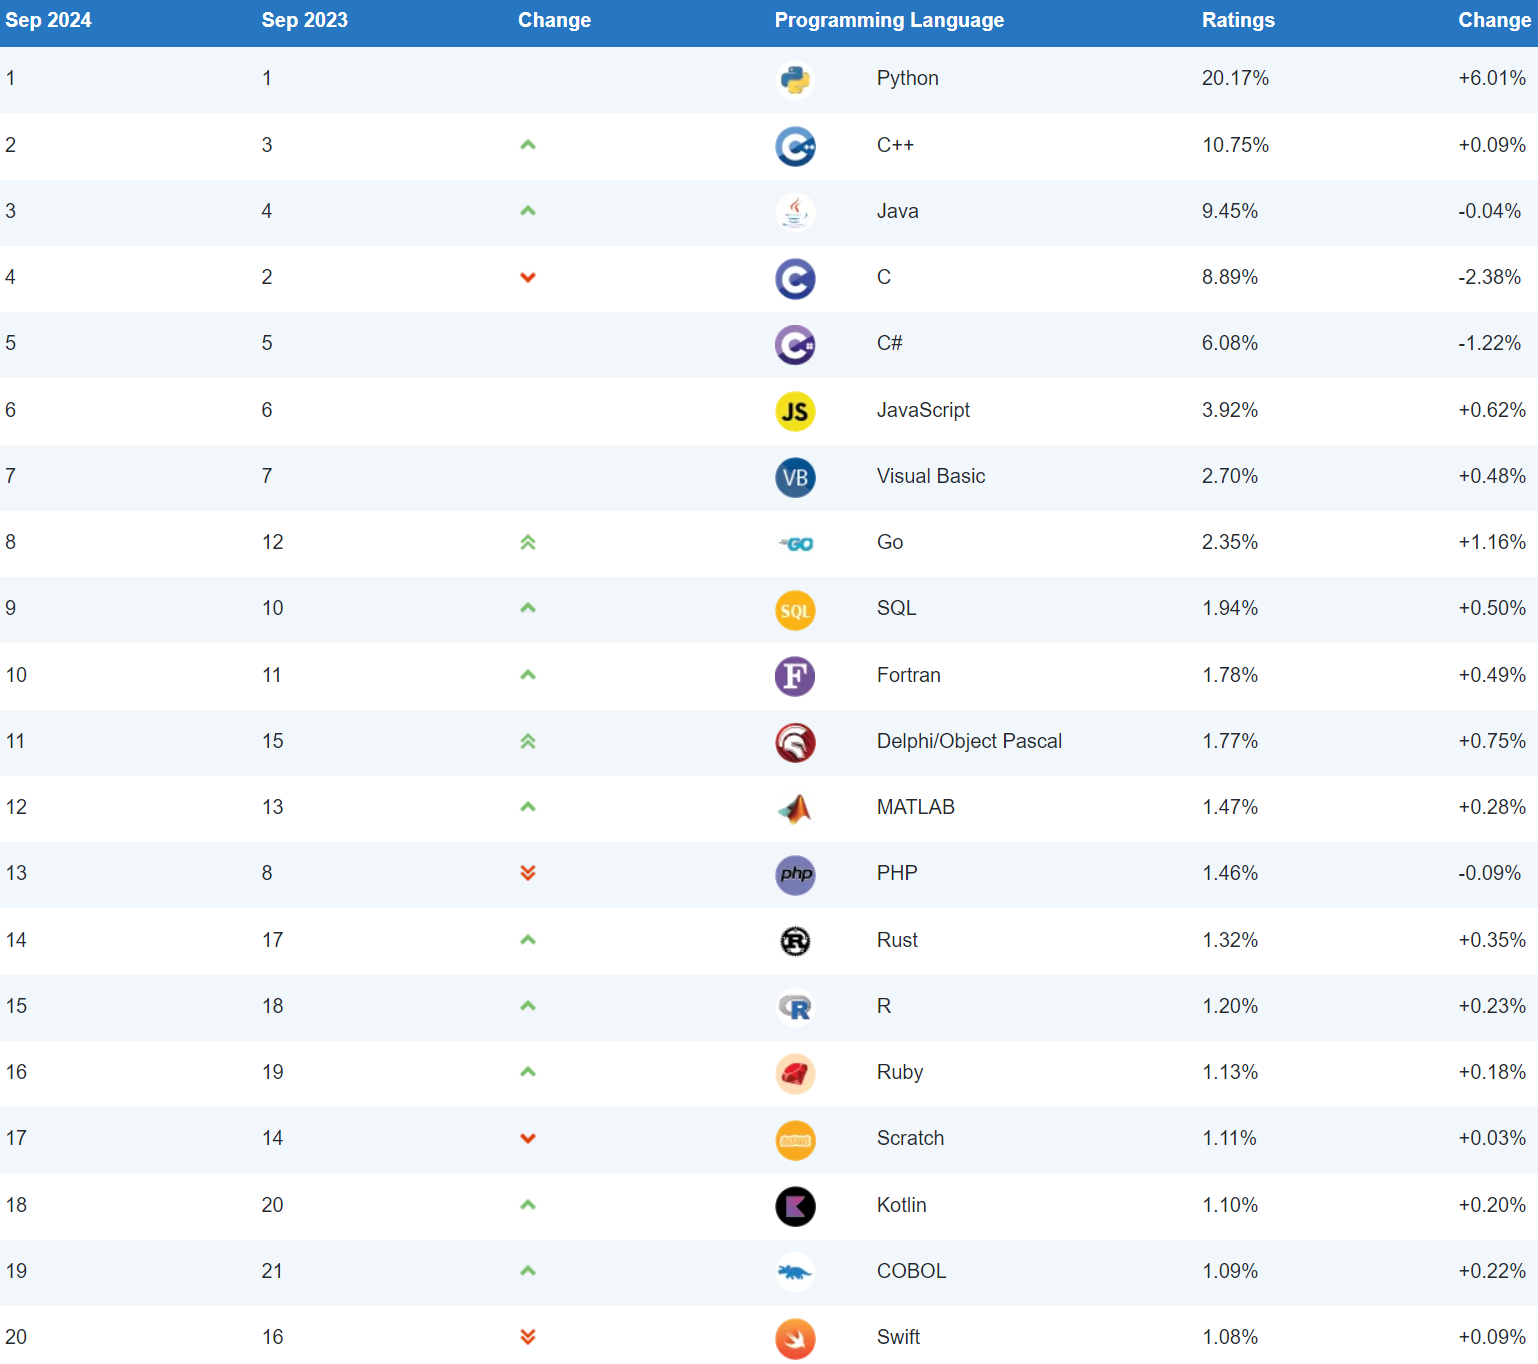 Sep 2024 Sep 2023 Change Programming Language Ratings Change
1 1 Python 20.17% +6.01%
2 3 C++ 10.75% +0.09%
3 4 Java 9.45% -0.04%
4 2 C 8.89% -2.38%
5 5 C# 6.08% -1.22%
6 6 JS JavaScript 3.92% +0.62%
7 7 VB Visual Basic 2.70% +0.48%
8 12 GO Go 2.35% +1.16%
9 10 SQL SQL 1.94% +0.50%
10 11 F Fortran 1.78% +0.49%
11 15 Delphi/Object Pascal 1.77% +0.75%
12 13 MATLAB 1.47% +0.28%
13 8 php PHP 1.46% -0.09%
14 17 R Rust 1.32% +0.35%
15 18 R R 1.20% +0.23%
16 19 Ruby 1.13% +0.18%
17 14 Scratch 1.11% +0.03%
18 20 Kotlin 1.10% +0.20%
19 21 COBOL 1.09% +0.22%
20 16 Swift 1.08% +0.09%